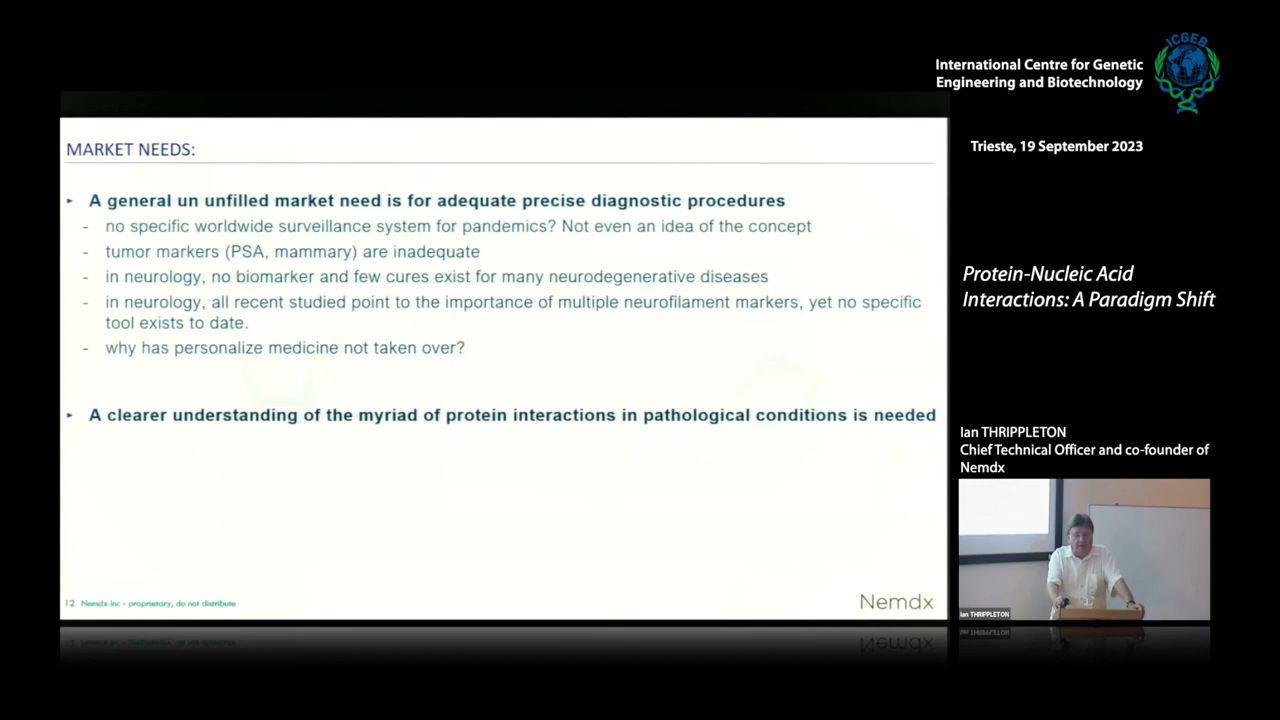 ICGEB
International Centre for Genetic
Engineering and Biotechnology
Trieste, 19 September 2023
MARKET NEEDS:
‣ A general un unfilled market need is for adequate precise diagnostic procedures
- no specific worldwide surveillance system for pandemics? Not even an idea of the concept
- tumor markers (PSA, mammary) are inadequate
- in neurology, no biomarker and few cures exist for many neurodegenerative diseases
- in neurology, all recent studied point to the importance of multiple neurofilament markers, yet no specific
tool exists to date.
- why has personalize medicine not taken over?
‣ A clearer understanding of the myriad of protein interactions in pathological conditions is needed
12 Nemdx Inc - proprietary, do not distribute
Nemdx
Protein-Nucleic Acid
Interactions: A Paradigm Shift
Ian THRIPPLETON
Chief Technical Officer and co-founder of
Nemdx
Ian THRIPPLETON